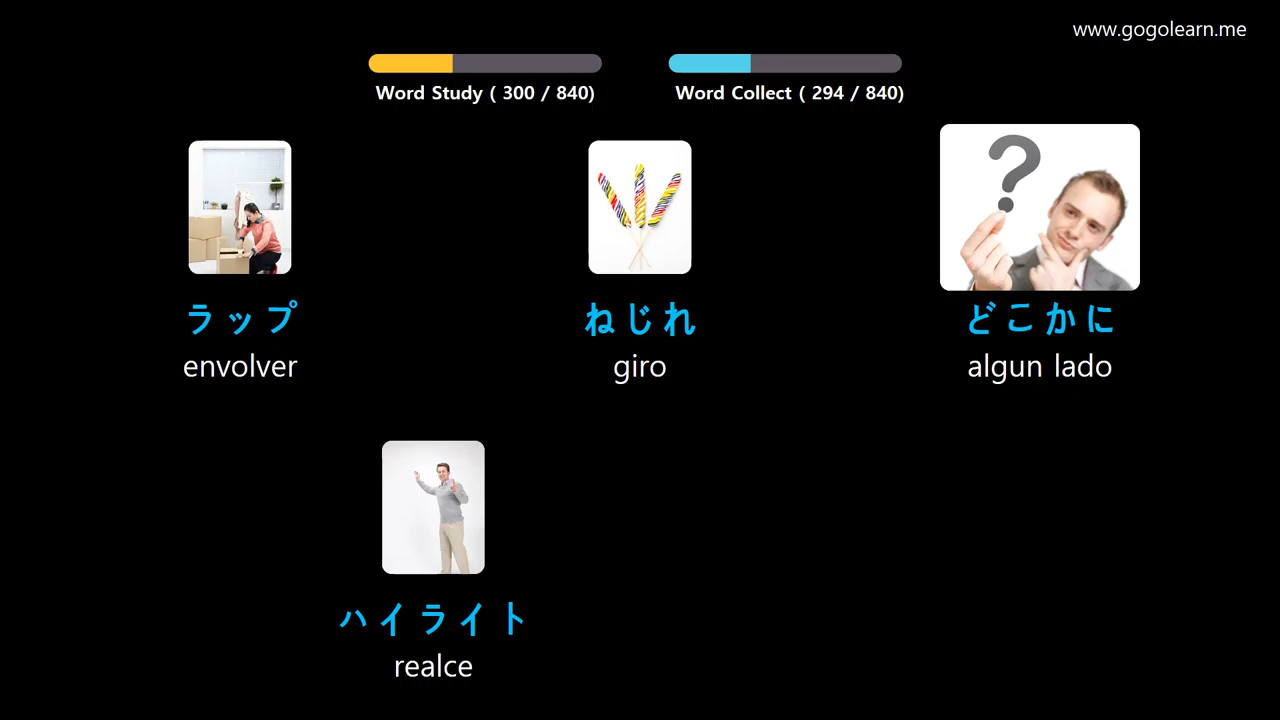 www.gogolearn.me
Word Study ( 300 / 840)
Word Collect ( 294 / 840)
ラップ
envolver
ねじれ
giro
どこかに
algun lado
ハイライト
realce